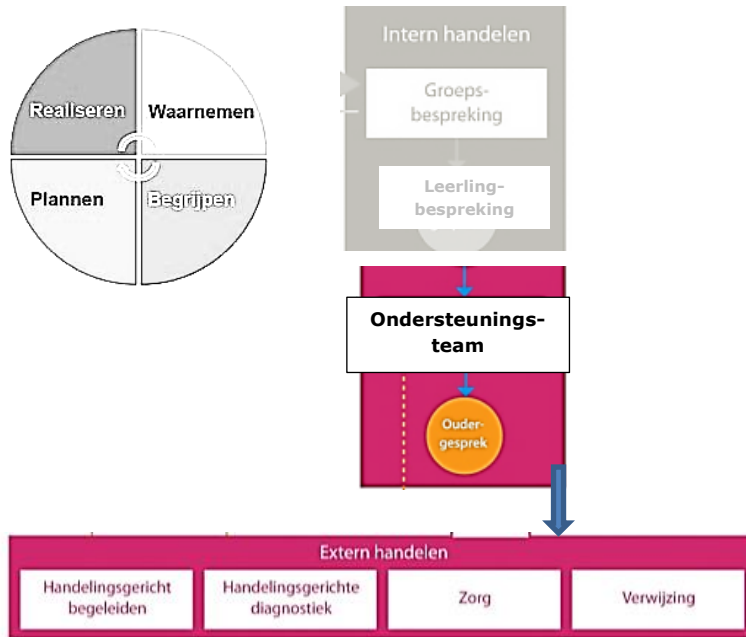 Realiseren
Waarnemen
Plannen
Begrijpen
Intern handelen
Groeps-
bespreking
Leerling-
bespreking
Ondersteunings-
team
Ouder-
gesprek
Extern handelen
Handelingsgericht
begeleiden
Handelingsgerichte
diagnostiek
Zorg
Verwijzing